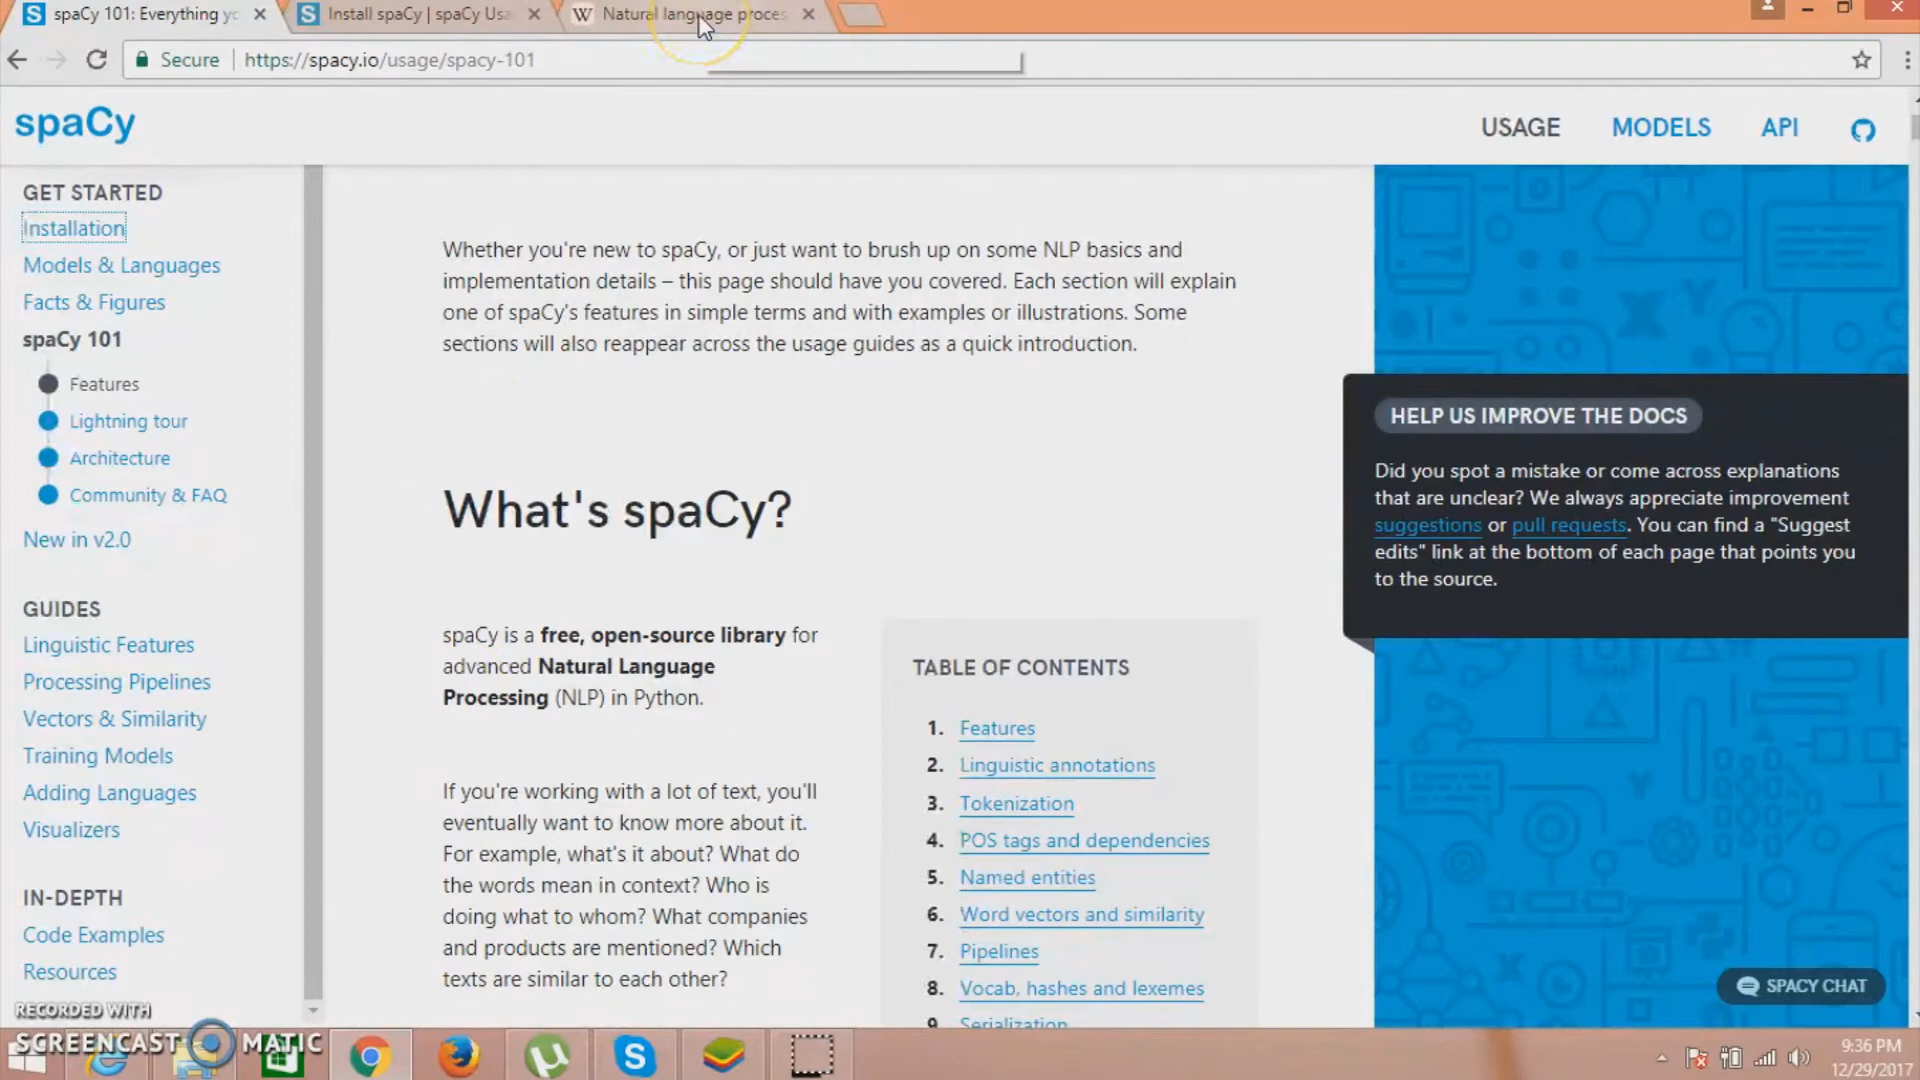 spaCy 101: Everything yo
Install spaCy | spaCy Usa
W Natural language proces
Secure
https://spacy.io/usage/spacy-101
spaCy
USAGE
MODELS
API
GET STARTED
Installation
Models & Languages
Facts & Figures
spaCy 101
Features
Lightning tour
Architecture
Community & FAQ
New in v2.0
GUIDES
Linguistic Features
Processing Pipelines
Vectors & Similarity
Training Models
Adding Languages
Visualizers
IN-DEPTH
Code Examples
Resources
Whether you're new to spaCy, or just want to brush up on some NLP basics and
implementation details – this page should have you covered. Each section will explain
one of spaCy's features in simple terms and with examples or illustrations. Some
sections will also reappear across the usage guides as a quick introduction.
What's spaCy?
spaCy is a free, open-source library for
advanced Natural Language
Processing (NLP) in Python.
If you're working with a lot of text, you'll
eventually want to know more about it.
For example, what's it about? What do
the words mean in context? Who is
doing what to whom? What companies
and products are mentioned? Which
texts are similar to each other?
TABLE OF CONTENTS
1. Features
2. Linguistic annotations
3. Tokenization
4. POS tags and dependencies
5. Named entities
6. Word vectors and similarity
7. Pipelines
8. Vocab, hashes and lexemes
9. Serialization
HELP US IMPROVE THE DOCS
Did you spot a mistake or come across explanations
that are unclear? We always appreciate improvement
suggestions or pull requests. You can find a "Suggest
edits" link at the bottom of each page that points you
to the source.
SPACY CHAT
RECORDED WITH
SCREENCAST MATIC
9:36 PM
12/29/2017